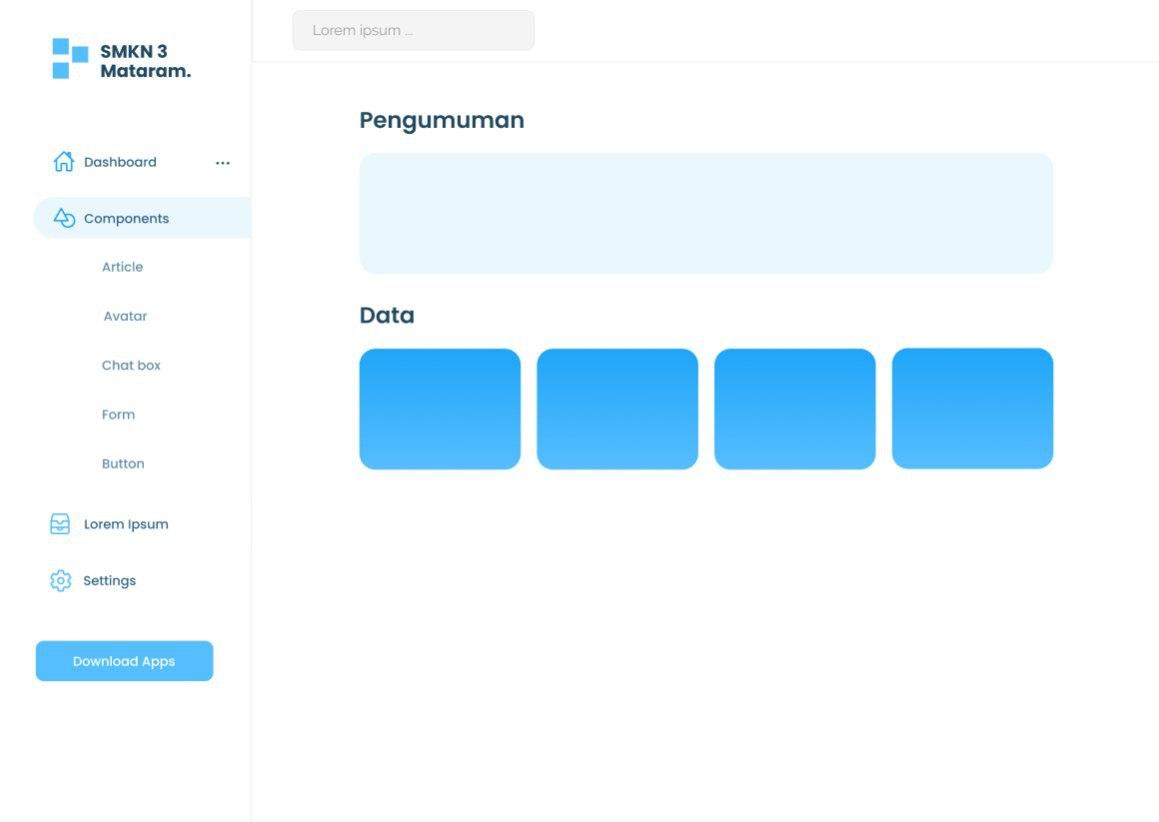 SMKN 3
Mataram.
Lorem ipsum ...
Dashboard
Components
Article
Avatar
Chat box
Form
Button
Lorem Ipsum
Settings
Download Apps
Pengumuman
Data